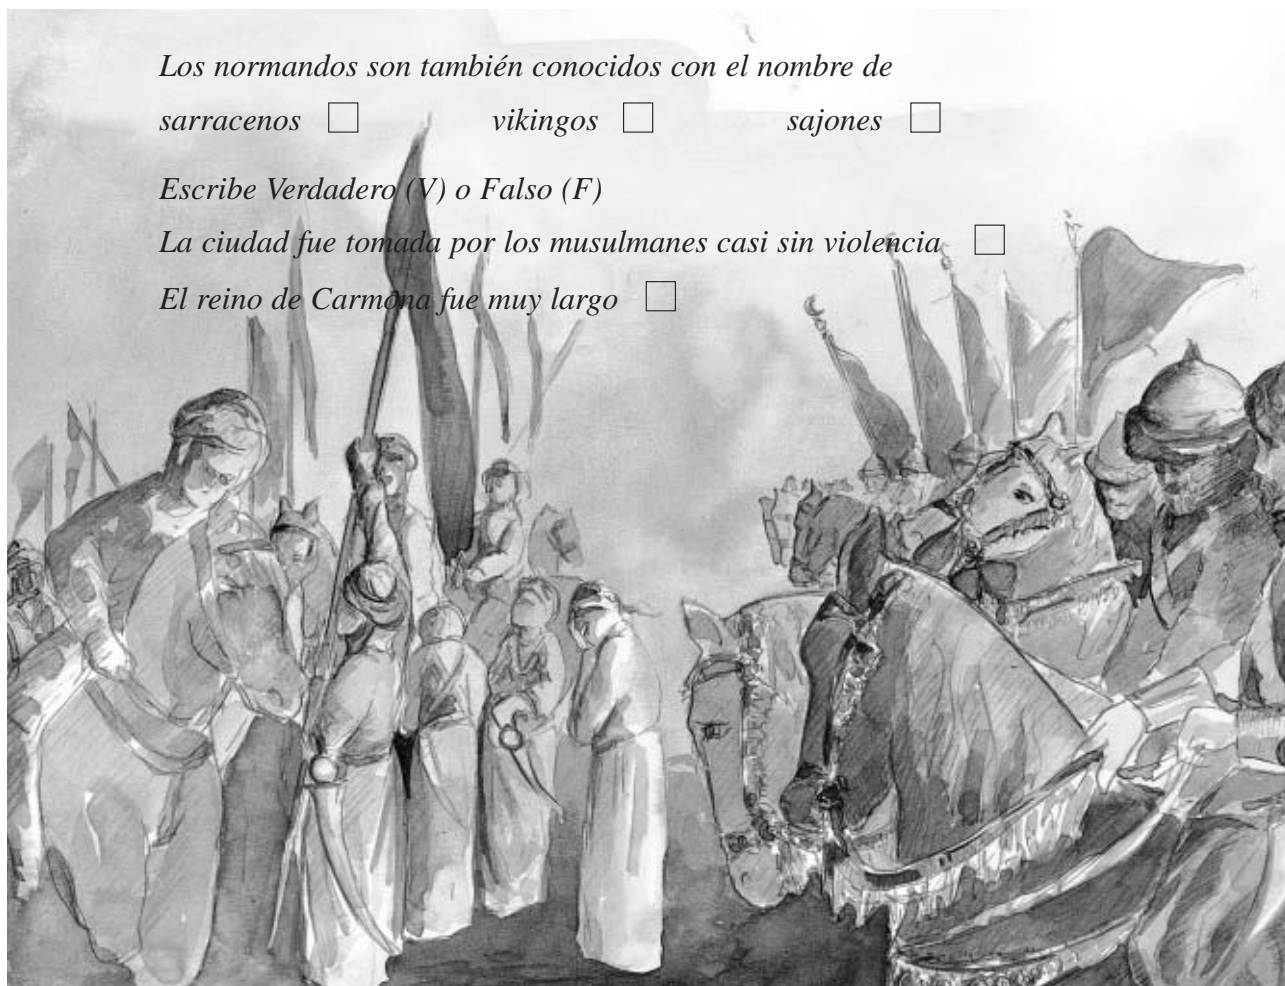 Los normandos son también conocidos con el nombre de
sarracenos vikingos sajones
Escribe Verdadero (V) o Falso (F)
La ciudad fue tomada por los musulmanes casi sin violencia
El reino de Carmona fue muy largo